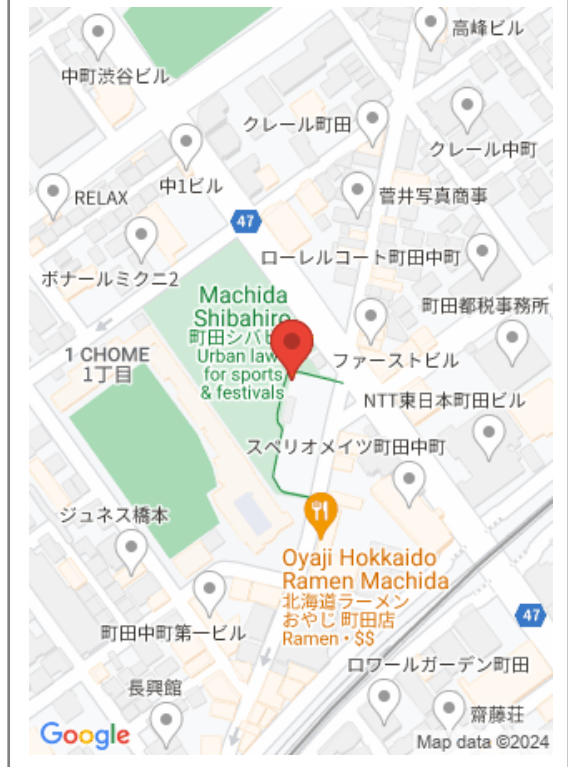 高峰ビル
中町渋谷ビル
クレール町田
クレール中町
中1ビル
RELAX
菅井写真商事
47
ローレルコート町田中町
ボナールミクニ2
Machida
Shibahiro
町田シバヒ
Urban law
for sports
& festivals
町田都税事務所
1 CHOME
1丁目
ファーストビル
NTT東日本町田ビル
スペリオメイツ町田中町
ジュネス橋本
Oyaji Hokkaido
Ramen Machida
北海道ラーメン
おやじ 町田店
Ramen・$$
47
町田中町第一ビル
ロワールガーデン町田
長興館
齋藤荘
Google
Map data ©2024